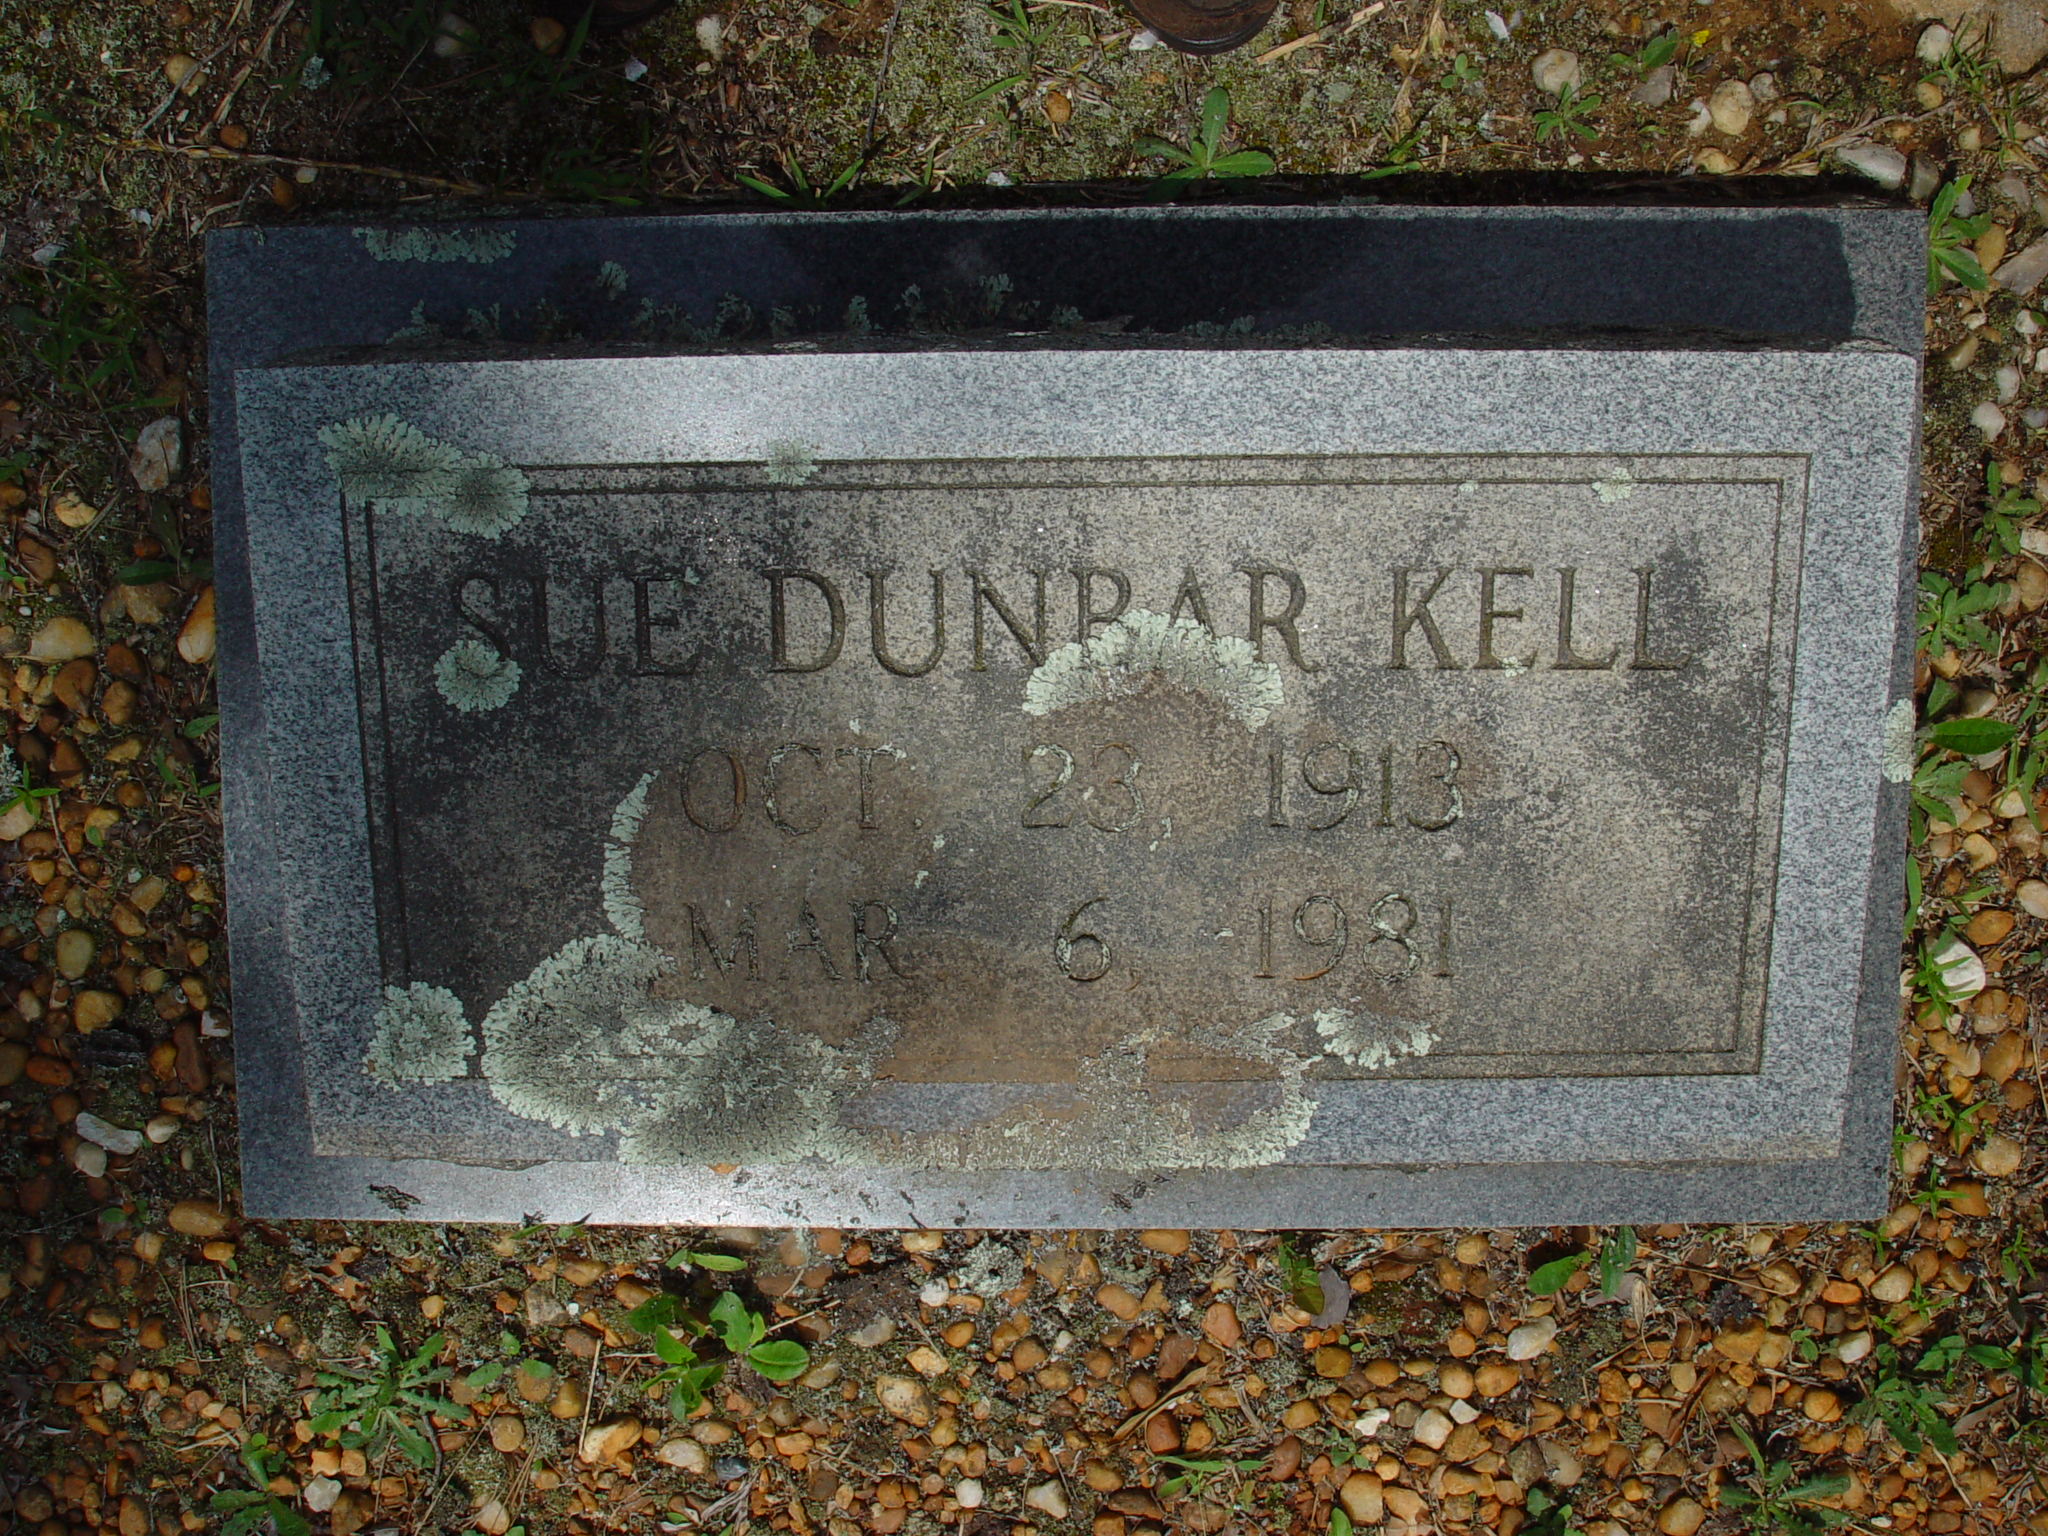 SUE DUNBAR KELL
OCT. 23, 1913
MAR 6, 1981